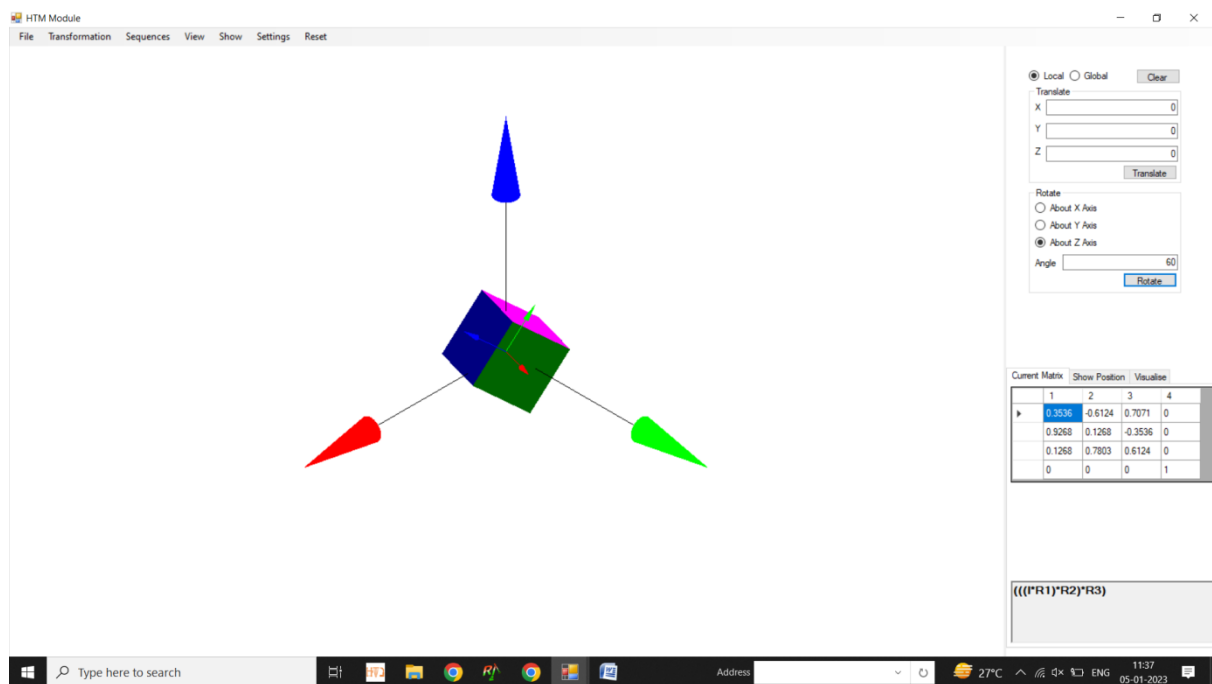 HTM Module
File Transformation Sequences View Show Settings Reset
Local Global Clear
Translate
X 0
Y 0
Z 0
Translate
Rotate
About X Axis
About Y Axis
About Z Axis
Angle 60
Rotate
Current Matrix Show Position Visualise
1 2 3 4
0.3536 -0.6124 0.7071 0
0.9268 0.1268 -0.3536 0
0.1268 0.7803 0.6124 0
0 0 0 1
(((I*R1)*R2)*R3)
Type here to search
Address
27°C
ENG
11:37
05-01-2023